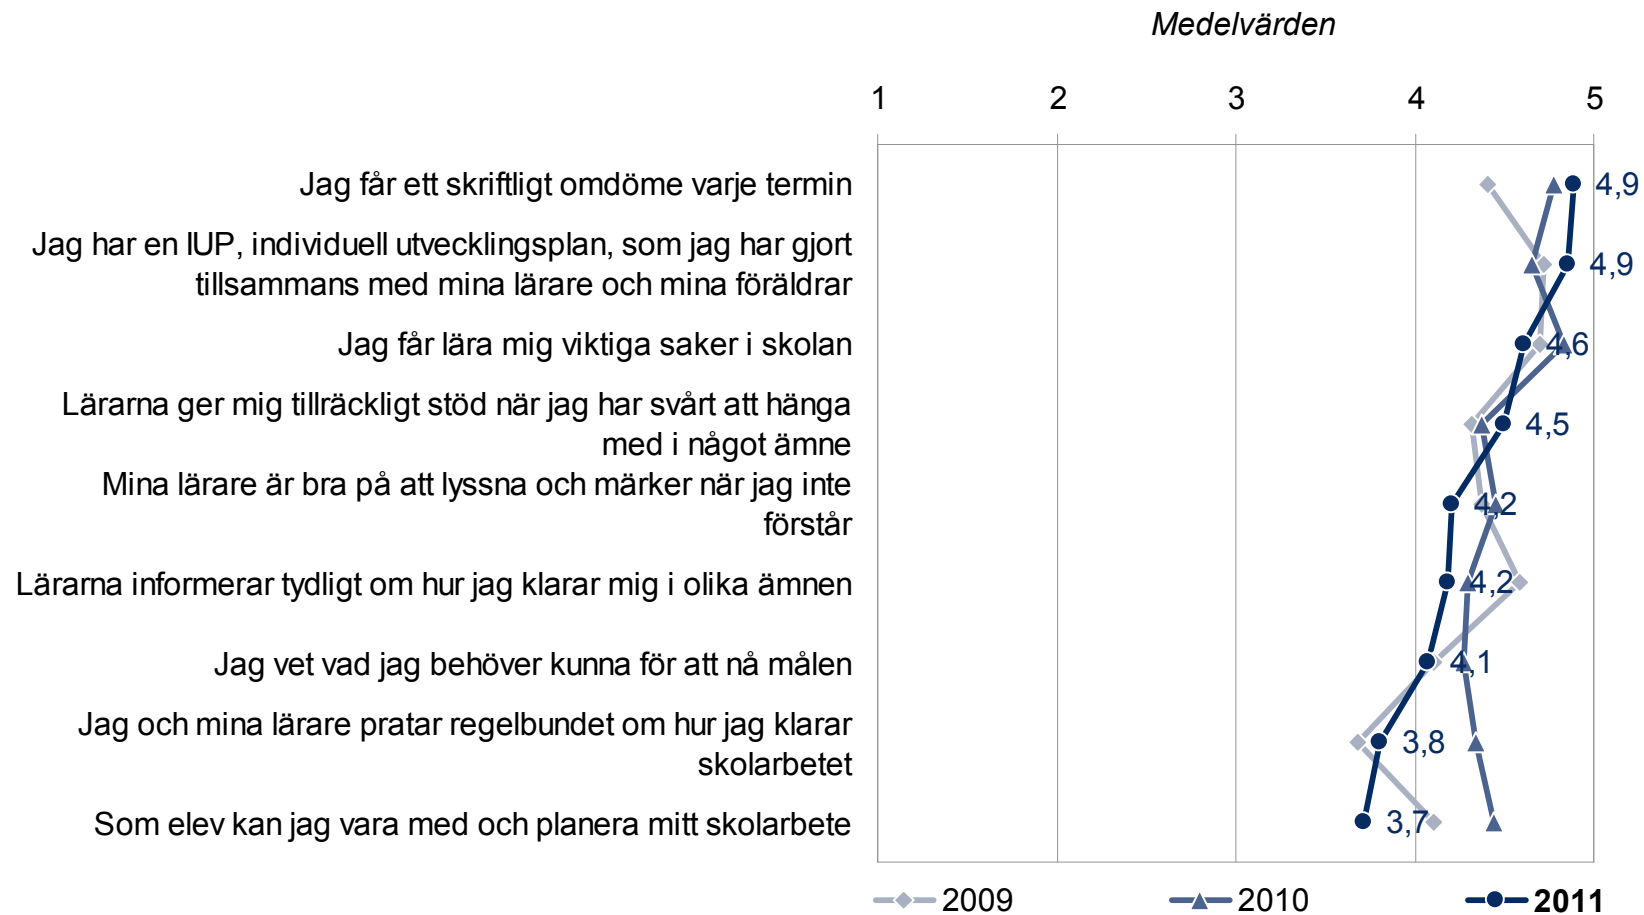 Medelvärden
1 2 3 4 5
Jag får ett skriftligt omdöme varje termin
4,9
Jag har en IUP, individuell utvecklingsplan, som jag har gjort
tillsammans med mina lärare och mina föräldrar
4,9
Jag får lära mig viktiga saker i skolan
4,6
Lärarna ger mig tillräckligt stöd när jag har svårt att hänga
med i något ämne
4,5
Mina lärare är bra på att lyssna och märker när jag inte
förstår
4,2
Lärarna informerar tydligt om hur jag klarar mig i olika ämnen
4,2
Jag vet vad jag behöver kunna för att nå målen
4,1
Jag och mina lärare pratar regelbundet om hur jag klarar
skolarbetet
3,8
Som elev kan jag vara med och planera mitt skolarbete
3,7
2009 2010 2011